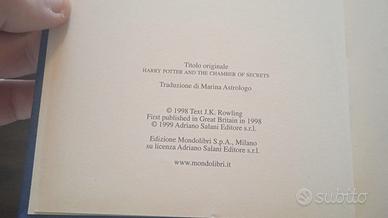 Titolo originale
HARRY POTTER AND THE CHAMBER OF SECRETS
Traduzione di Marina Astrologo
© 1998 Text J.K. Rowling
First published in Great Britain in 1998
© 1999 Adriano Salani Editore s.r.l.
Edizione Mondolibri S.p.A., Milano
su licenza Adriano Salani Editore s.r.l.
www.mondolibri.it
subito